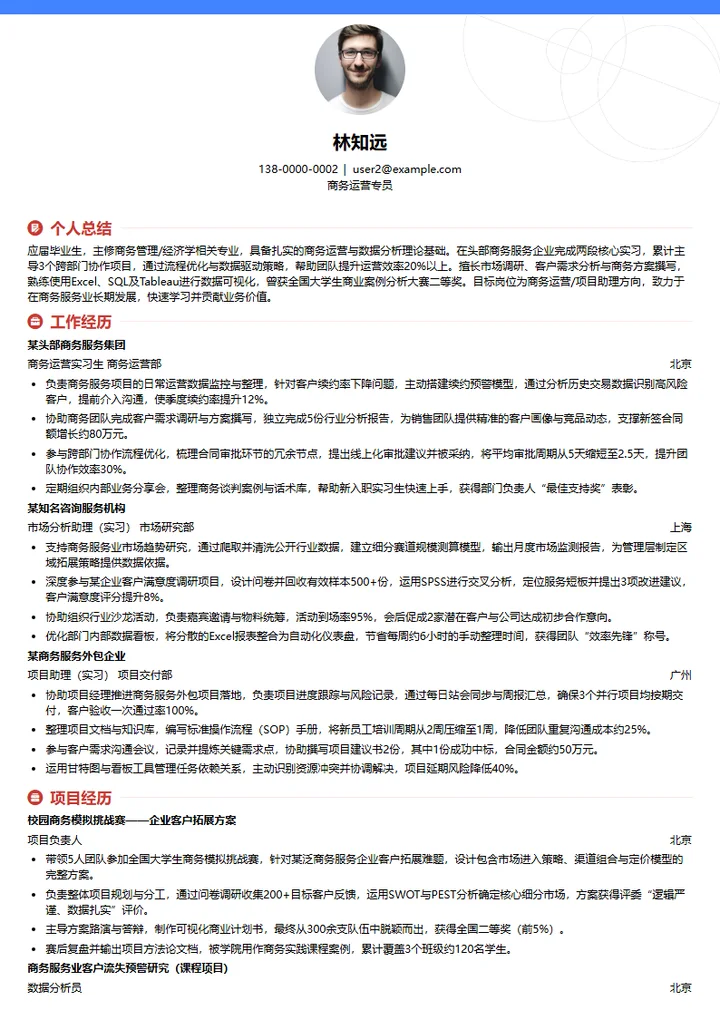 林知远
138-0000-0002 | user2@example.com
商务运营专员
个人总结
应届毕业生，主修商务管理/经济学相关专业，具备扎实的商务运营与数据分析理论基础。在头部商务服务企业完成两段核心实习，累计主
导3个跨部门协作项目，通过流程优化与数据驱动策略，帮助团队提升运营效率20%以上。擅长市场调研、客户需求分析与商务方案撰写，
熟练使用Excel、SQL及Tableau进行数据可视化，曾获全国大学生商业案例分析大赛二等奖。目标岗位为商务运营/项目助理方向，致力于
在商务服务业长期发展，快速学习并贡献业务价值。
工作经历
某头部商务服务集团
商务运营实习生 商务运营部 北京
• 负责商务服务项目的日常运营数据监控与整理，针对客户续约率下降问题，主动搭建续约预警模型，通过分析历史交易数据识别高风险
客户，提前介入沟通，使季度续约率提升12%。
• 协助商务团队完成客户需求调研与方案撰写，独立完成5份行业分析报告，为销售团队提供精准的客户画像与竞品动态，支撑新签合同
额增长约80万元。
• 参与跨部门协作流程优化，梳理合同审批环节的冗余节点，提出线上化审批建议并被采纳，将平均审批周期从5天缩短至2.5天，提升团
队协作效率30%。
• 定期组织内部业务分享会，整理商务谈判案例与话术库，帮助新入职实习生快速上手，获得部门负责人“最佳支持奖”表彰。
某知名咨询服务机构
市场分析助理（实习） 市场研究部 上海
• 支持商务服务业市场趋势研究，通过爬取并清洗公开行业数据，建立细分赛道规模测算模型，输出月度市场监测报告，为管理层制定区
域拓展策略提供数据依据。
• 深度参与某企业客户满意度调研项目，设计问卷并回收有效样本500+份，运用SPSS进行交叉分析，定位服务短板并提出3项改进建议，
客户满意度评分提升8%。
• 协助组织行业沙龙活动，负责嘉宾邀请与物料统筹，活动到场率95%，会后促成2家潜在客户与公司达成初步合作意向。
• 优化部门内部数据看板，将分散的Excel报表整合为自动化仪表盘，节省每周约6小时的手动整理时间，获得团队“效率先锋”称号。
某商务服务外包企业
项目助理（实习） 项目交付部 广州
• 协助项目经理推进商务服务外包项目落地，负责项目进度跟踪与风险记录，通过每日站会同步与周报汇总，确保3个并行项目均按期交
付，客户验收一次通过率100%。
• 整理项目文档与知识库，编写标准操作流程（SOP）手册，将新员工培训周期从2周压缩至1周，降低团队重复沟通成本约25%。
• 参与客户需求沟通会议，记录并提炼关键需求点，协助撰写项目建议书2份，其中1份成功中标，合同金额约50万元。
• 运用甘特图与看板工具管理任务依赖关系，主动识别资源冲突并协调解决，项目延期风险降低40%。
项目经历
校园商务模拟挑战赛——企业客户拓展方案
项目负责人 北京
• 带领5人团队参加全国大学生商务模拟挑战赛，针对某泛商务服务企业客户拓展难题，设计包含市场进入策略、渠道组合与定价模型的
完整方案。
• 负责整体项目规划与分工，通过问卷调研收集200+目标客户反馈，运用SWOT与PEST分析确定核心细分市场，方案获得评委“逻辑严
谨、数据扎实”评价。
• 主导方案路演与答辩，制作可视化商业计划书，最终从300余支队伍中脱颖而出，获得全国二等奖（前5%）。
• 赛后复盘并输出项目方法论文档，被学院用作商务实践课程案例，累计覆盖3个班级约120名学生。
商务服务业客户流失预警研究（课程项目）
数据分析员 北京